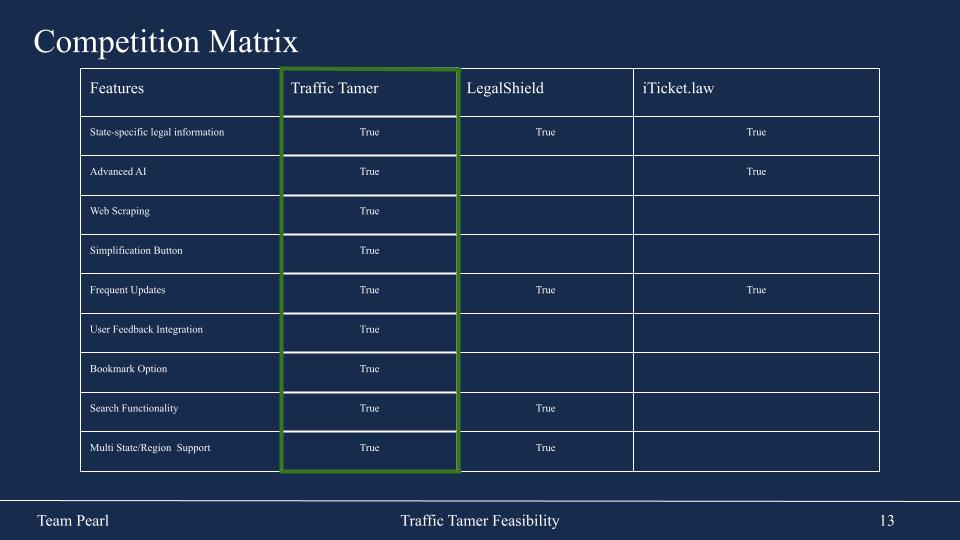 Competition Matrix
Features Traffic Tamer LegalShield iTicket.law
State-specific legal information True True True
Advanced AI True True
Web Scraping True
Simplification Button True
Frequent Updates True True True
User Feedback Integration True
Bookmark Option True
Search Functionality True True
Multi State/Region Support True True
Team Pearl Traffic Tamer Feasibility 13